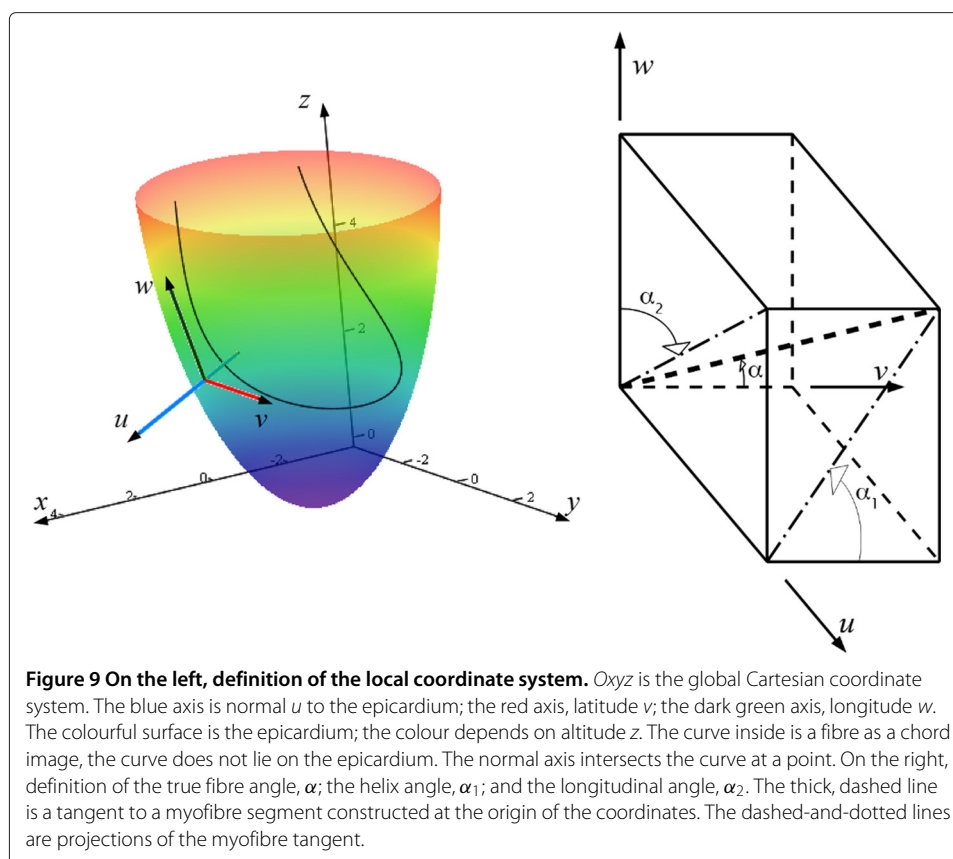 z
4
w
2
u
v
0
-2
0
2
x
4
-2
0
2
y
w
α₂
α
v
α₁
u
Figure 9 On the left, definition of the local coordinate system. Oxyz is the global Cartesian coordinate
system. The blue axis is normal u to the epicardium; the red axis, latitude v; the dark green axis, longitude w.
The colourful surface is the epicardium; the colour depends on altitude z. The curve inside is a fibre as a chord
image, the curve does not lie on the epicardium. The normal axis intersects the curve at a point. On the right,
definition of the true fibre angle, α; the helix angle, α₁; and the longitudinal angle, α₂. The thick, dashed line
is a tangent to a myofibre segment constructed at the origin of the coordinates. The dashed-and-dotted lines
are projections of the myofibre tangent.